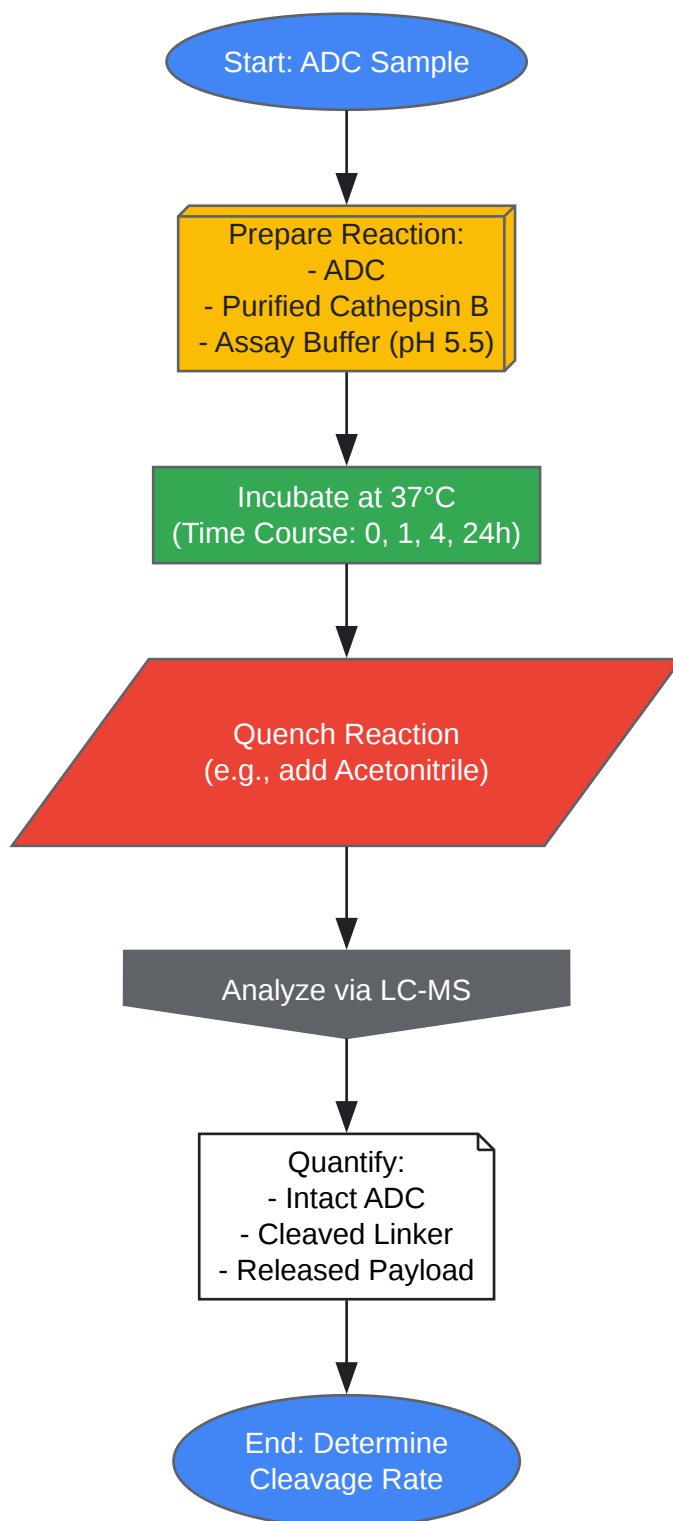 Start: ADC Sample
Prepare Reaction:
- ADC
- Purified Cathepsin B
- Assay Buffer (pH 5.5)
Incubate at 37°C
(Time Course: 0, 1, 4, 24h)
Quench Reaction
(e.g., add Acetonitrile)
Analyze via LC-MS
Quantify:
- Intact ADC
- Cleaved Linker
- Released Payload
End: Determine
Cleavage Rate